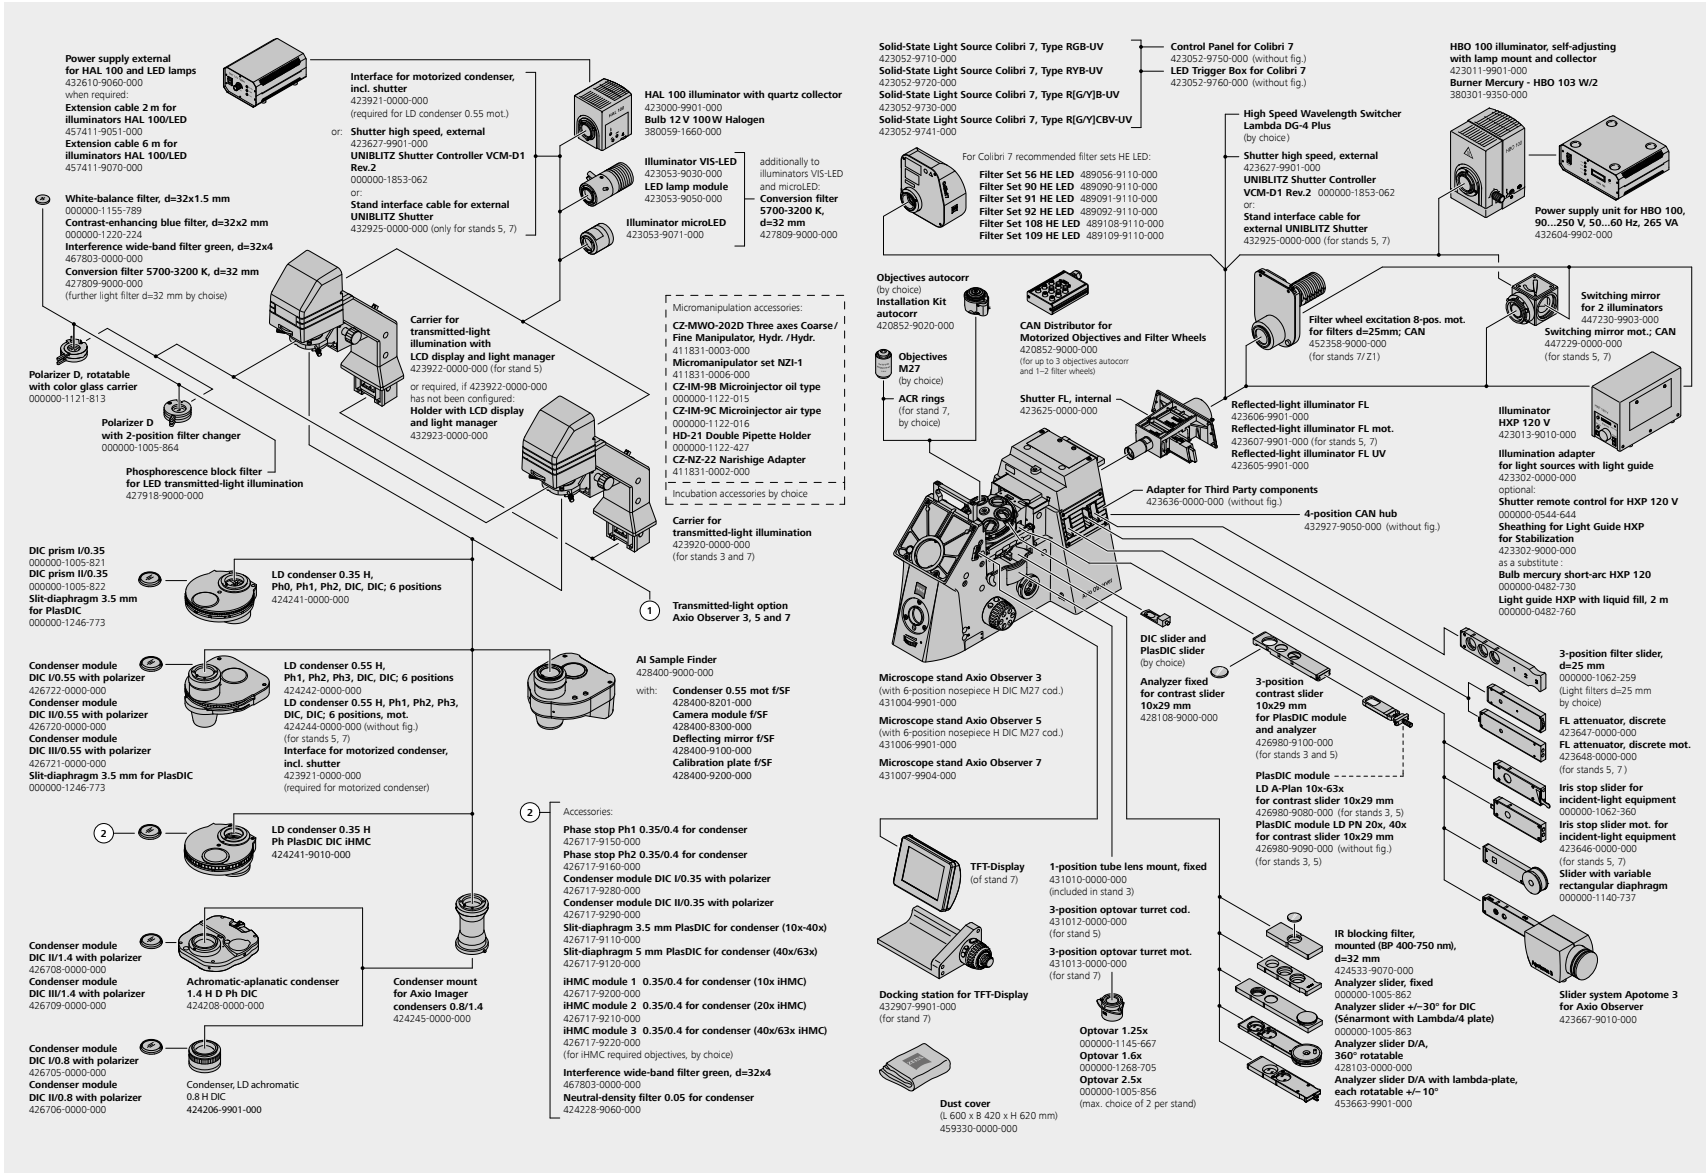 Power supply external
for HAL 100 and LED lamps
432610-9060-000
when required:
Extension cable 2 m for
illuminators HAL 100/LED
457411-9051-000
Extension cable 6 m for
illuminators HAL 100/LED
457411-9070-000
White-balance filter, d=32x1.5 mm
000000-1155-789
Contrast-enhancing blue filter, d=32x2 mm
000000-1220-224
Interference wide-band filter green, d=32x4
467803-0000-000
Conversion filter 5700-3200 K, d=32 mm
427809-9000-000
(further light filter d=32 mm by choise)
Interface for motorized condenser,
incl. shutter
423921-0000-000
(required for LD condenser 0.55 mot.)
or: Shutter high speed, external
423627-9901-000
UNIBLITZ Shutter Controller VCM-D1
Rev.2
000000-1853-062
or:
Stand interface cable for external
UNIBLITZ Shutter
432925-0000-000 (only for stands 5, 7)
HAL 100
HAL 100 illuminator with quartz collector
423000-9901-000
Bulb 12 V 100 W Halogen
380059-1660-000
Illuminator VIS-LED
423053-9030-000
LED lamp module
423053-9050-000
Illuminator microLED
423053-9071-000
additionally to
illuminators VIS-LED
and microLED:
Conversion filter
5700-3200 K,
d=32 mm
427809-9000-000
Polarizer D, rotatable
with color glass carrier
000000-1121-813
Polarizer D
with 2-position filter changer
000000-1005-864
Phosphorescence block filter
for LED transmitted-light illumination
427918-9000-000
Carrier for
transmitted-light
illumination with
LCD display and light manager
423922-0000-000 (for stand 5)
or required, if 423922-0000-000
has not been configured:
Holder with LCD display
and light manager
432923-0000-000
Micromanipulation accessories:
CZ-MWO-202D Three axes Coarse/
Fine Manipulator, Hydr. /Hydr.
411831-0003-000
Micromanipulator set NZI-1
411831-0006-000
CZ-IM-9B Microinjector oil type
000000-1122-015
CZ-IM-9C Microinjector air type
000000-1122-016
HD-21 Double Pipette Holder
000000-1122-427
CZ-NZ-22 Narishige Adapter
411831-0002-000
Incubation accessories by choice
Carrier for
transmitted-light illumination
423920-0000-000
(for stands 3 and 7)
1
Transmitted-light option
Axio Observer 3, 5 and 7
DIC prism I/0.35
000000-1005-821
DIC prism II/0.35
000000-1005-822
Slit-diaphragm 3.5 mm
for PlasDIC
000000-1246-773
LD condenser 0.35 H,
Ph0, Ph1, Ph2, DIC, DIC; 6 positions
424241-0000-000
Condenser module
DIC I/0.55 with polarizer
426722-0000-000
Condenser module
DIC II/0.55 with polarizer
426720-0000-000
Condenser module
DIC III/0.55 with polarizer
426721-0000-000
Slit-diaphragm 3.5 mm for PlasDIC
000000-1246-773
LD condenser 0.55 H,
Ph1, Ph2, Ph3, DIC, DIC; 6 positions
424242-0000-000
LD condenser 0.55 H, Ph1, Ph2, Ph3,
DIC, DIC; 6 positions, mot.
424244-0000-000 (without fig.)
(for stands 5, 7)
Interface for motorized condenser,
incl. shutter
423921-0000-000
(required for motorized condenser)
AI Sample Finder
428400-9000-000
with: Condenser 0.55 mot f/SF
428400-8201-000
Camera module f/SF
428400-8300-000
Deflecting mirror f/SF
428400-9100-000
Calibration plate f/SF
428400-9200-000
2
LD condenser 0.35 H
Ph PlasDIC DIC iHMC
424241-9010-000
Condenser module
DIC II/1.4 with polarizer
426708-0000-000
Condenser module
DIC III/1.4 with polarizer
426709-0000-000
Achromatic-aplanatic condenser
1.4 H D Ph DIC
424208-0000-000
Condenser mount
for Axio Imager
condensers 0.8/1.4
424245-0000-000
Condenser module
DIC I/0.8 with polarizer
426705-0000-000
Condenser module
DIC II/0.8 with polarizer
426706-0000-000
Condenser, LD achromatic
0.8 H DIC
424206-9901-000
2
Accessories:
Phase stop Ph1 0.35/0.4 for condenser
426717-9150-000
Phase stop Ph2 0.35/0.4 for condenser
426717-9160-000
Condenser module DIC I/0.35 with polarizer
426717-9280-000
Condenser module DIC II/0.35 with polarizer
426717-9290-000
Slit-diaphragm 3.5 mm PlasDIC for condenser (10x-40x)
426717-9110-000
Slit-diaphragm 5 mm PlasDIC for condenser (40x/63x)
426717-9120-000
iHMC module 1 0.35/0.4 for condenser (10x iHMC)
426717-9200-000
iHMC module 2 0.35/0.4 for condenser (20x iHMC)
426717-9210-000
iHMC module 3 0.35/0.4 for condenser (40x/63x iHMC)
426717-9220-000
(for iHMC required objectives, by choice)
Interference wide-band filter green, d=32x4
467803-0000-000
Neutral-density filter 0.05 for condenser
424228-9060-000
Solid-State Light Source Colibri 7, Type RGB-UV
423052-9710-000
Solid-State Light Source Colibri 7, Type RYB-UV
423052-9720-000
Solid-State Light Source Colibri 7, Type R[G/Y]B-UV
423052-9730-000
Solid-State Light Source Colibri 7, Type R[G/Y]CBV-UV
423052-9741-000
Control Panel for Colibri 7
423052-9750-000 (without fig.)
LED Trigger Box for Colibri 7
423052-9760-000 (without fig.)
For Colibri 7 recommended filter sets HE LED:
Filter Set 56 HE LED 489056-9110-000
Filter Set 90 HE LED 489090-9110-000
Filter Set 91 HE LED 489091-9110-000
Filter Set 92 HE LED 489092-9110-000
Filter Set 108 HE LED 489108-9110-000
Filter Set 109 HE LED 489109-9110-000
High Speed Wavelength Switcher
Lambda DG-4 Plus
(by choice)
Shutter high speed, external
423627-9901-000
UNIBLITZ Shutter Controller
VCM-D1 Rev.2 000000-1853-062
or:
Stand interface cable for
external UNIBLITZ Shutter
432925-0000-000 (for stands 5, 7)
HBO 100 illuminator, self-adjusting
with lamp mount and collector
423011-9901-000
Burner Mercury - HBO 103 W/2
380301-9350-000
HBO 100
Power supply unit for HBO 100,
90...250 V, 50...60 Hz, 265 VA
432604-9902-000
Objectives autocorr
(by choice)
Installation Kit
autocorr
420852-9020-000
Objectives
M27
(by choice)
ACR rings
(for stand 7,
by choice)
CAN Distributor for
Motorized Objectives and Filter Wheels
420852-9000-000
(for up to 3 objectives autocorr
and 1–2 filter wheels)
Shutter FL, internal
423625-0000-000
Filter wheel excitation 8-pos. mot.
for filters d=25mm; CAN
452358-9000-000
(for stands 7/ Z1)
Switching mirror
for 2 illuminators
447230-9903-000
Switching mirror mot.; CAN
447229-0000-000
(for stands 5, 7)
Reflected-light illuminator FL
423606-9901-000
Reflected-light illuminator FL mot.
423607-9901-000 (for stands 5, 7)
Reflected-light illuminator FL UV
423605-9901-000
Adapter for Third Party components
423636-0000-000 (without fig.)
4-position CAN hub
432927-9050-000 (without fig.)
Illuminator
HXP 120 V
423013-9010-000
Illumination adapter
for light sources with light guide
423302-0000-000
optional:
Shutter remote control for HXP 120 V
000000-0544-644
Sheathing for Light Guide HXP
for Stabilization
423302-9000-000
as a substitute :
Bulb mercury short-arc HXP 120
000000-0482-730
Light guide HXP with liquid fill, 2 m
000000-0482-760
Axio Observer
Microscope stand Axio Observer 3
(with 6-position nosepiece H DIC M27 cod.)
431004-9901-000
Microscope stand Axio Observer 5
(with 6-position nosepiece H DIC M27 cod.)
431006-9901-000
Microscope stand Axio Observer 7
431007-9904-000
DIC slider and
PlasDIC slider
(by choice)
Analyzer fixed
for contrast slider
10x29 mm
428108-9000-000
3-position
contrast slider
10x29 mm
for PlasDIC module
and analyzer
426980-9100-000
(for stands 3 and 5)
PlasDIC module
LD A-Plan 10x-63x
for contrast slider 10x29 mm
426980-9080-000 (for stands 3, 5)
PlasDIC module LD PN 20x, 40x
for contrast slider 10x29 mm
426980-9090-000 (without fig.)
(for stands 3, 5)
3-position filter slider,
d=25 mm
000000-1062-259
(Light filters d=25 mm
by choice)
FL attenuator, discrete
423647-0000-000
FL attenuator, discrete mot.
423648-0000-000
(for stands 5, 7 )
Iris stop slider for
incident-light equipment
000000-1062-360
Iris stop slider mot. for
incident-light equipment
423646-0000-000
(for stands 5, 7)
Slider with variable
rectangular diaphragm
000000-1140-737
Apotome 3
Slider system Apotome 3
for Axio Observer
423667-9010-000
TFT-Display
(of stand 7)
Docking station for TFT-Display
432907-9901-000
(for stand 7)
Dust cover
(L 600 x B 420 x H 620 mm)
459330-0000-000
1-position tube lens mount, fixed
431010-0000-000
(included in stand 3)
3-position optovar turret cod.
431012-0000-000
(for stand 5)
3-position optovar turret mot.
431013-0000-000
(for stand 7)
Optovar 1.25x
000000-1145-667
Optovar 1.6x
000000-1268-705
Optovar 2.5x
000000-1005-856
(max. choice of 2 per stand)
IR blocking filter,
mounted (BP 400-750 nm),
d=32 mm
424533-9070-000
Analyzer slider, fixed
000000-1005-862
Analyzer slider +/−30° for DIC
(Sénarmont with Lambda/4 plate)
000000-1005-863
Analyzer slider D/A,
360° rotatable
428103-0000-000
Analyzer slider D/A with lambda-plate,
each rotatable +/− 10°
453663-9901-000